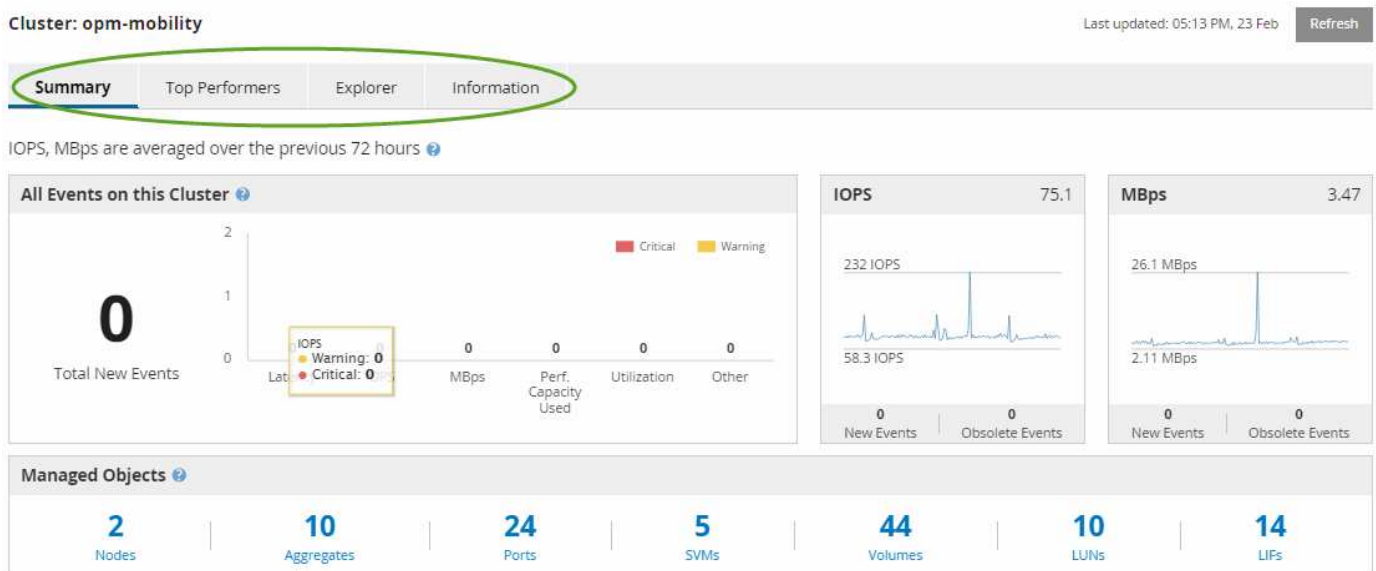 Cluster: opm-mobility
Last updated: 05:13 PM, 23 Feb
Refresh
Summary
Top Performers
Explorer
Information
IOPS, MBps are averaged over the previous 72 hours
All Events on this Cluster
0
Total New Events
2
1
0
Critical
Warning
IOPS
Warning: 0
Critical: 0
0
0
0
0
MBps
Perf.
Capacity
Used
Utilization
Other
IOPS 75.1
232 IOPS
58.3 IOPS
0
New Events
0
Obsolete Events
MBps 3.47
26.1 MBps
2.11 MBps
0
New Events
0
Obsolete Events
Managed Objects
2
Nodes
10
Aggregates
24
Ports
5
SVMs
44
Volumes
10
LUNs
14
LIFs